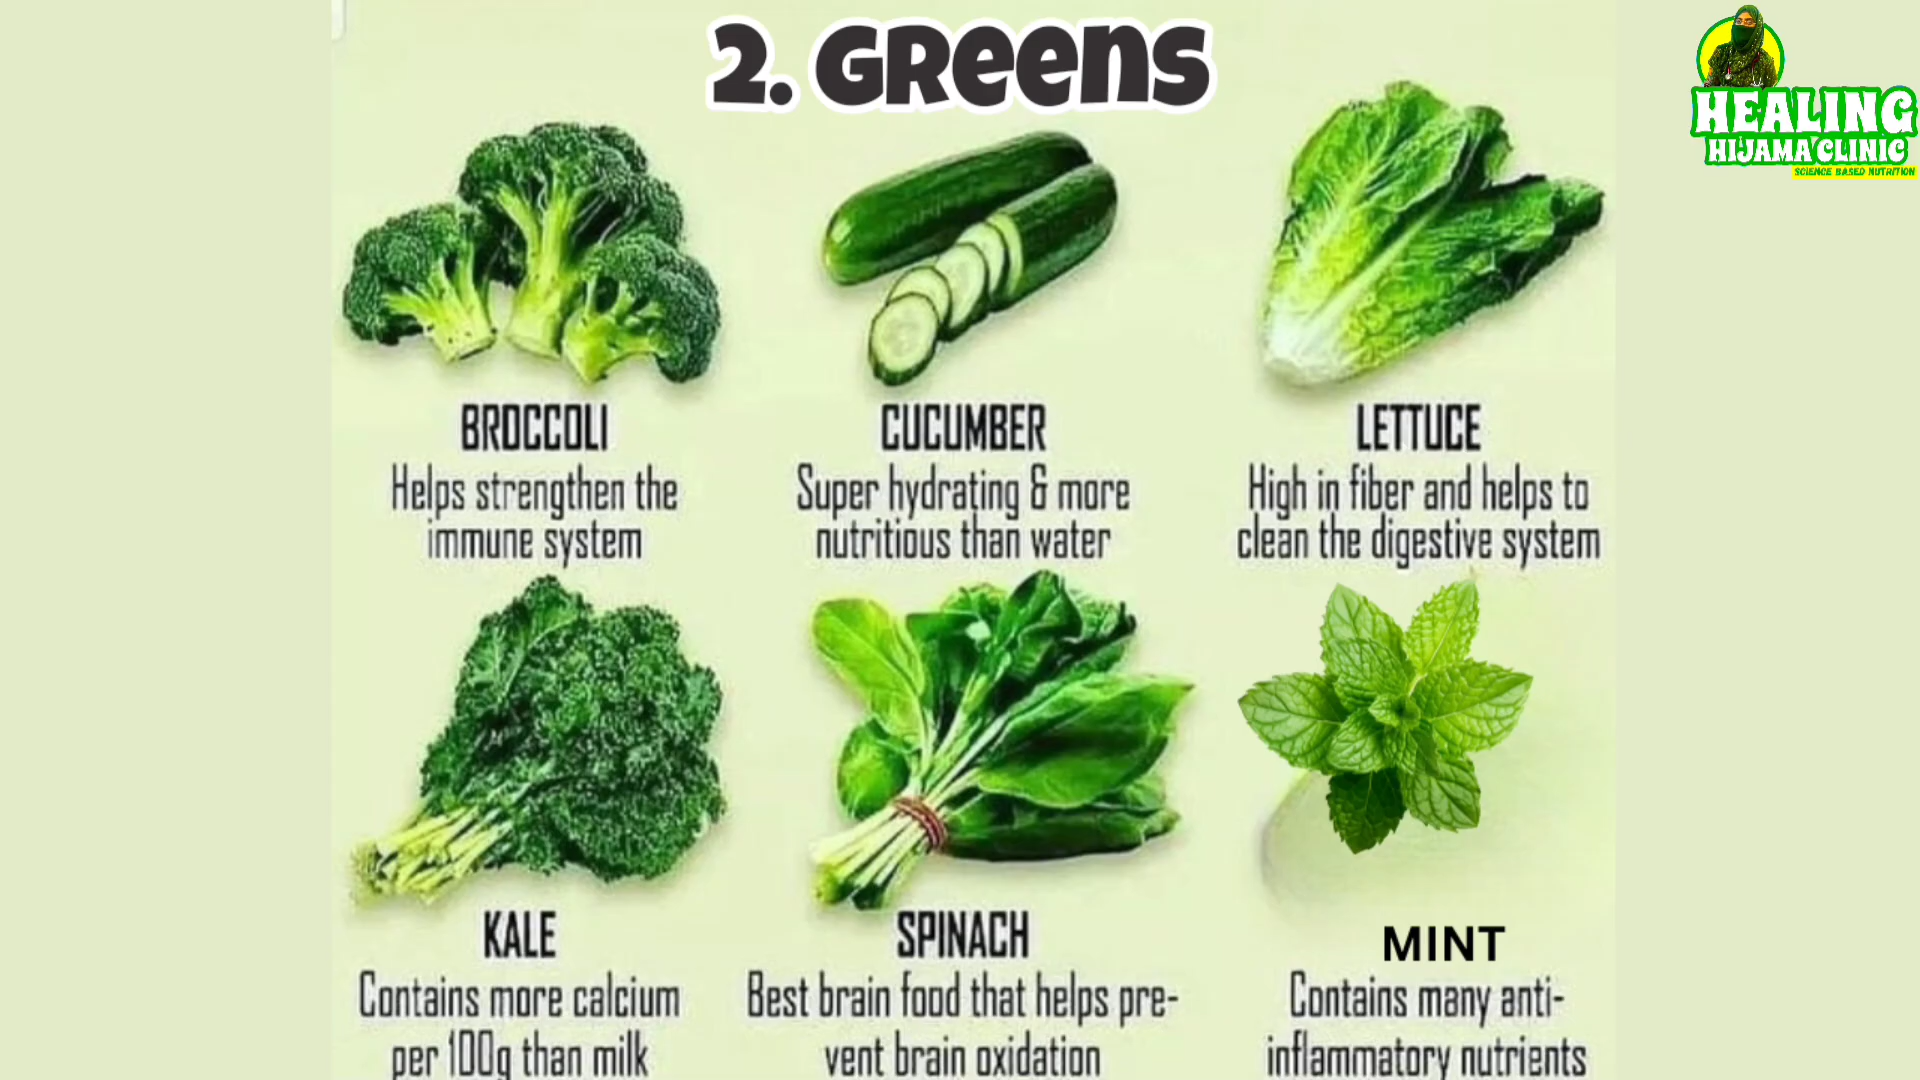 2. GREENS
HEALING
HIJAMA CLINIC
SCIENCE BASED NUTRITION
BROCCOLI
Helps strengthen the
immune system
CUCUMBER
Super hydrating & more
nutritious than water
LETTUCE
High in fiber and helps to
clean the digestive system
KALE
Contains more calcium
per 100g than milk
SPINACH
Best brain food that helps pre-
vent brain oxidation
MINT
Contains many anti-
inflammatory nutrients